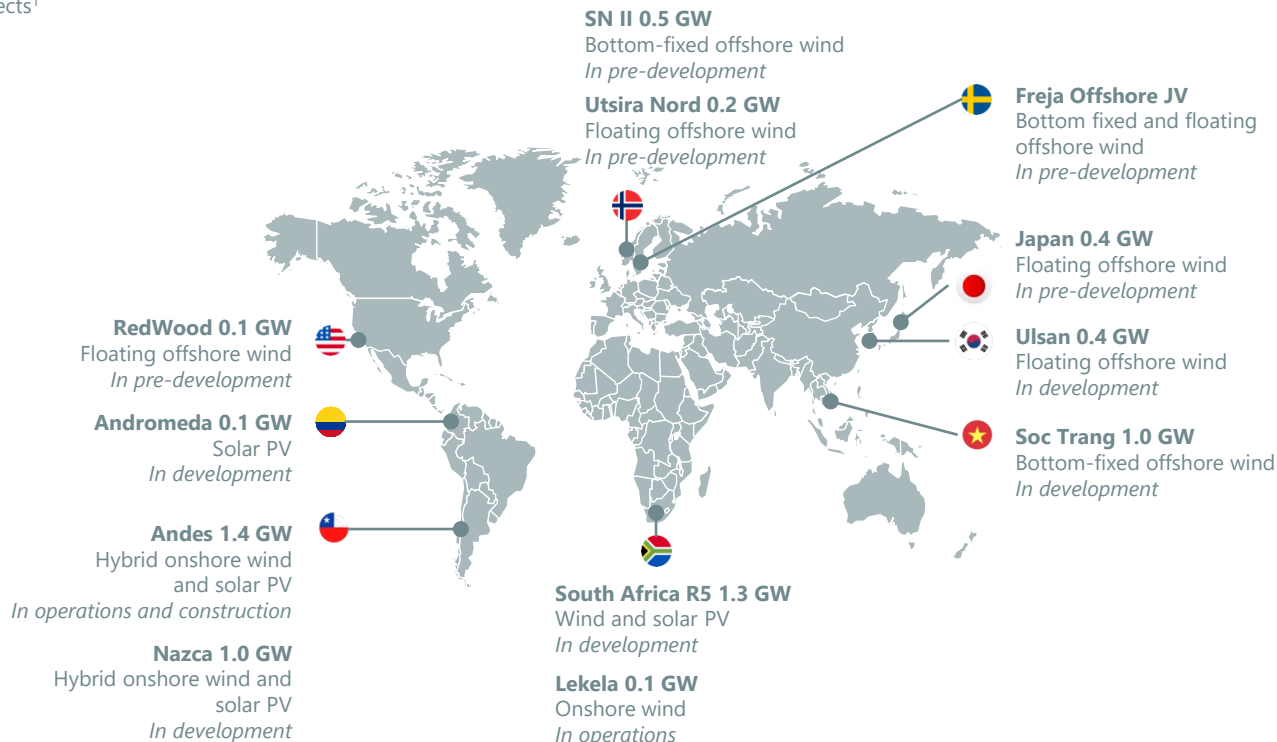 ects¹
SN II 0.5 GW
Bottom-fixed offshore wind
In pre-development
Utsira Nord 0.2 GW
Floating offshore wind
In pre-development
Freja Offshore JV
Bottom fixed and floating
offshore wind
In pre-development
Japan 0.4 GW
Floating offshore wind
In pre-development
Ulsan 0.4 GW
Floating offshore wind
In development
Soc Trang 1.0 GW
Bottom-fixed offshore wind
In development
RedWood 0.1 GW
Floating offshore wind
In pre-development
Andromeda 0.1 GW
Solar PV
In development
Andes 1.4 GW
Hybrid onshore wind
and solar PV
In operations and construction
Nazca 1.0 GW
Hybrid onshore wind and
solar PV
In development
South Africa R5 1.3 GW
Wind and solar PV
In development
Lekela 0.1 GW
Onshore wind
In operations